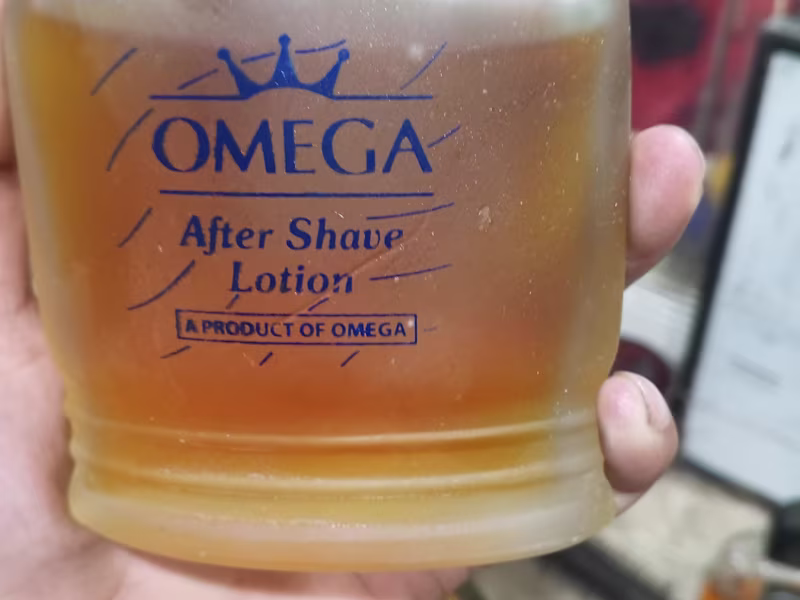 OMEGA
After Shave
Lotion
A PRODUCT OF OMEGA